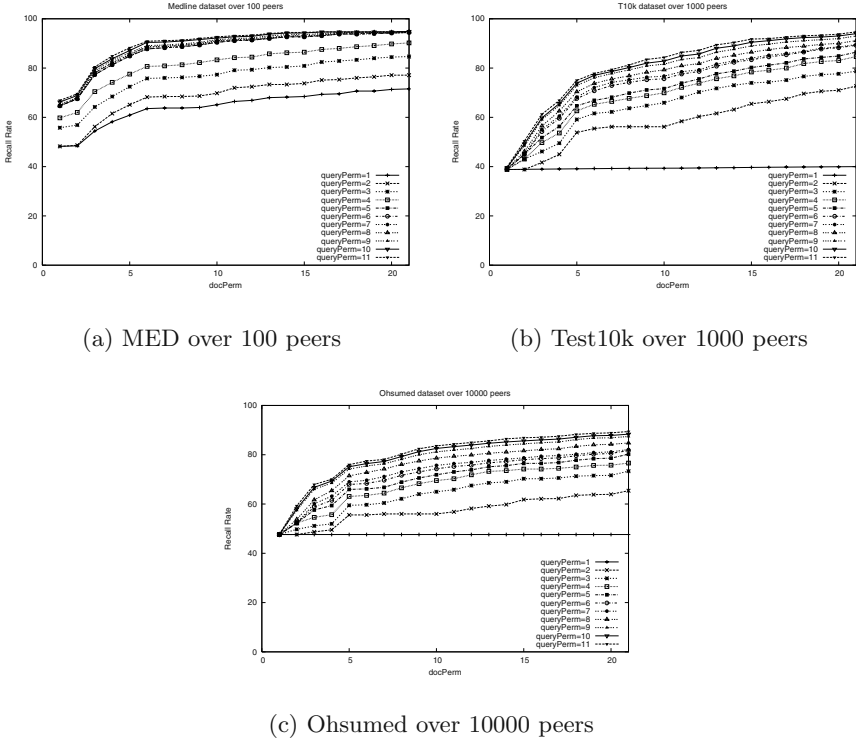 Medline dataset over 100 peers
100
80
60
40
20
0
Recall Rate
0 5 10 15 20
docPerm
queryPerm=1
queryPerm=2
queryPerm=3
queryPerm=4
queryPerm=5
queryPerm=6
queryPerm=7
queryPerm=8
queryPerm=9
queryPerm=10
queryPerm=11
(a) MED over 100 peers
T10k dataset over 1000 peers
100
80
60
40
20
0
Recall Rate
0 5 10 15 20
docPerm
queryPerm=1
queryPerm=2
queryPerm=3
queryPerm=4
queryPerm=5
queryPerm=6
queryPerm=7
queryPerm=8
queryPerm=9
queryPerm=10
queryPerm=11
(b) Test10k over 1000 peers
Ohsumed dataset over 10000 peers
100
80
60
40
20
0
Recall Rate
0 5 10 15 20
docPerm
queryPerm=1
queryPerm=2
queryPerm=3
queryPerm=4
queryPerm=5
queryPerm=6
queryPerm=7
queryPerm=8
queryPerm=9
queryPerm=10
queryPerm=11
(c) Ohsumed over 10000 peers